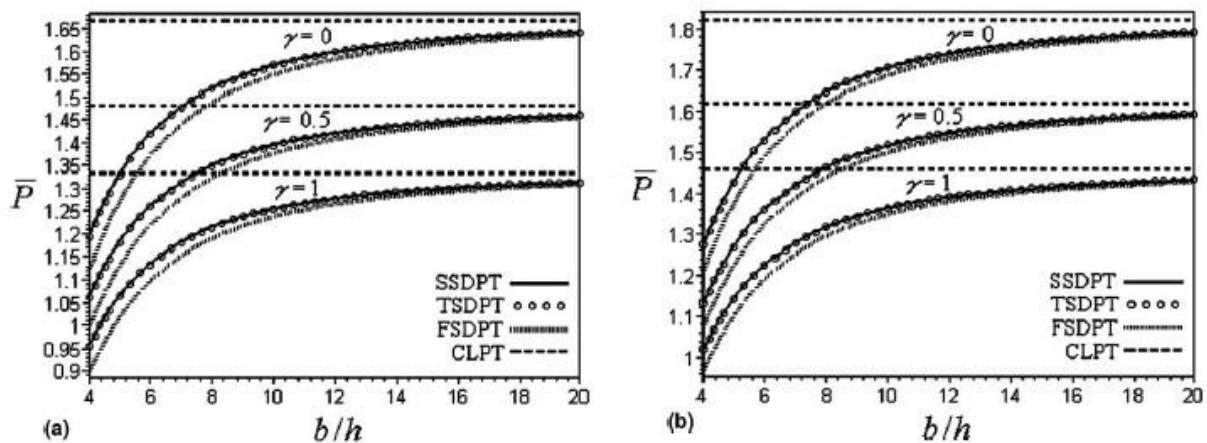 1.65
1.6
1.55
1.5
1.45
1.4
1.35
1.3
1.25
1.2
1.15
1.1
1.05
1
0.95
0.9
P̅
γ = 0
γ = 0.5
γ = 1
SSDPT
TSDPT
FSDPT
CLPT
4 6 8 10 12 14 16 18 20
(a) b/h
1.8
1.7
1.6
1.5
1.4
1.3
1.2
1.1
1
P̅
γ = 0
γ = 0.5
γ = 1
SSDPT
TSDPT
FSDPT
CLPT
4 6 8 10 12 14 16 18 20
(b) b/h